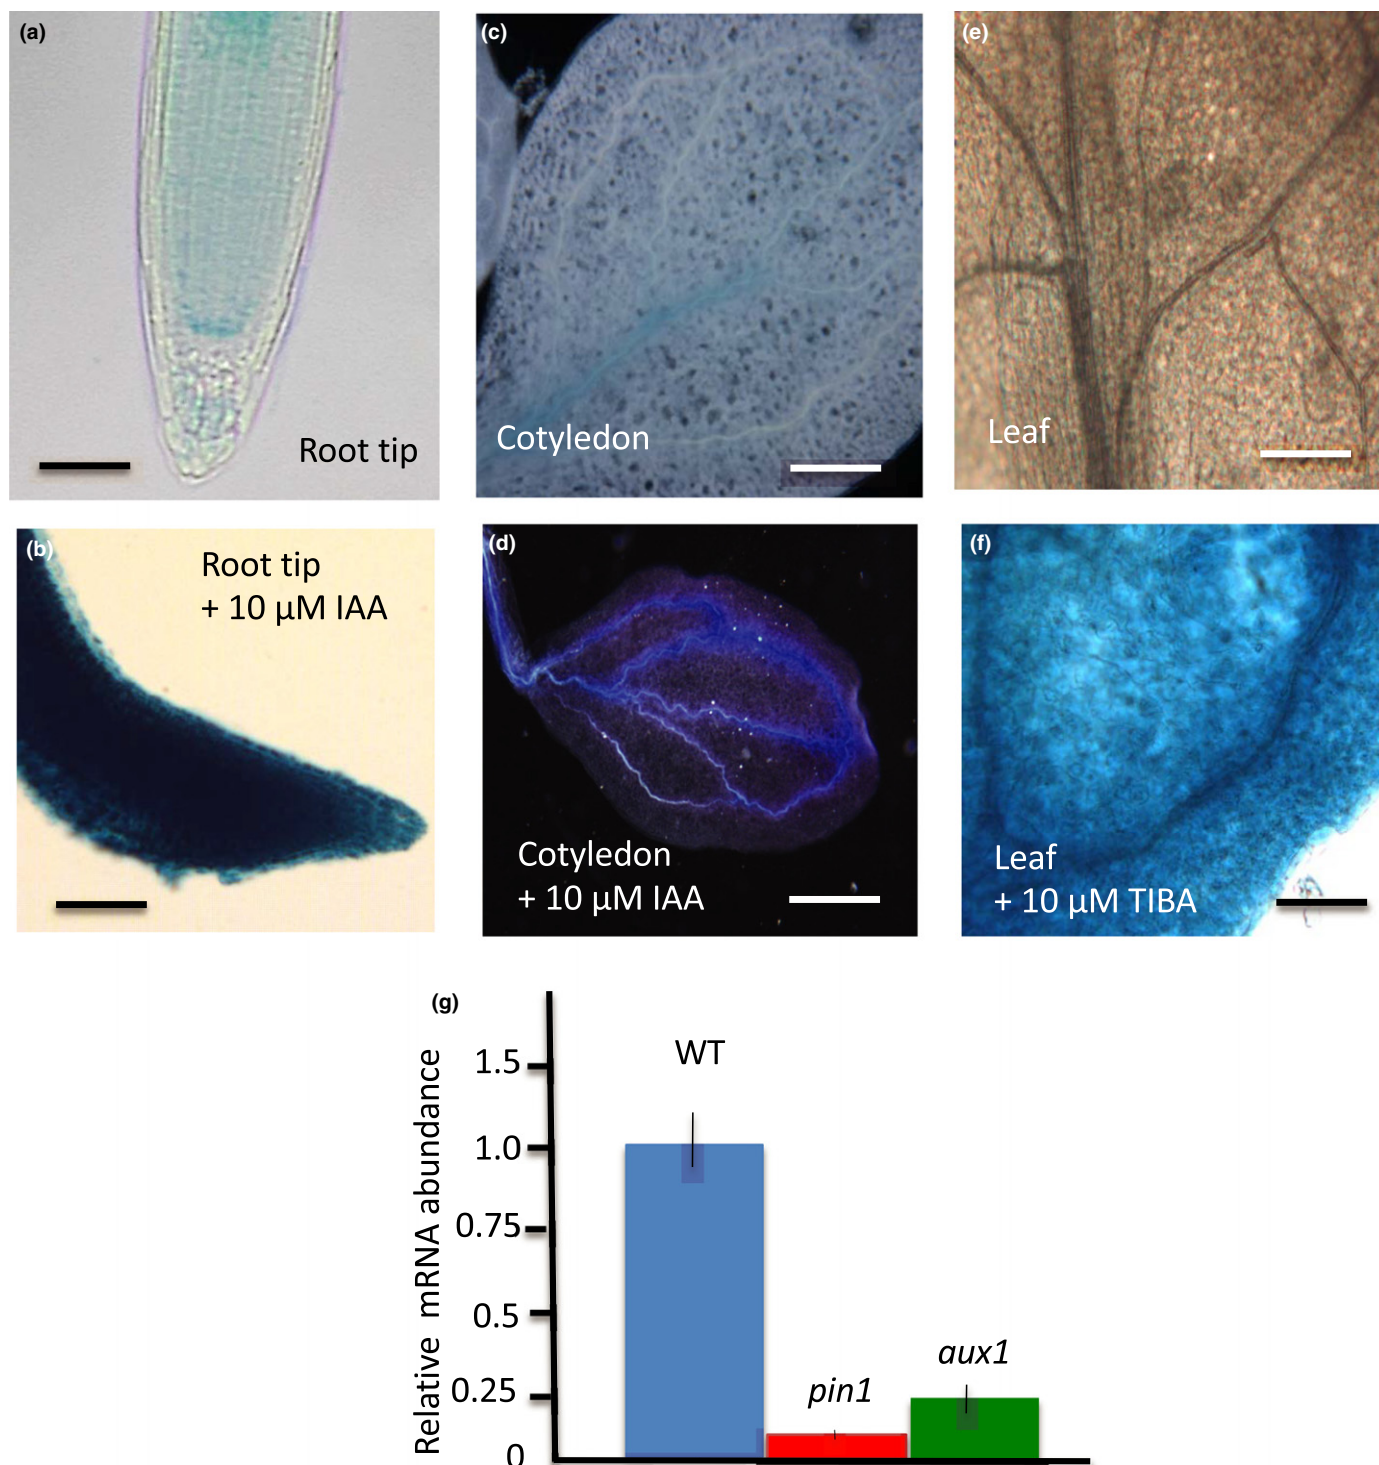 (a)
Root tip
(c)
Cotyledon
(e)
Leaf
(b)
Root tip
+ 10 µM IAA
(d)
Cotyledon
+ 10 µM IAA
(f)
Leaf
+ 10 µM TIBA
(g)
Relative mRNA abundance
1.5
1.0
0.75
0.5
0.25
0
WT
pin1
aux1